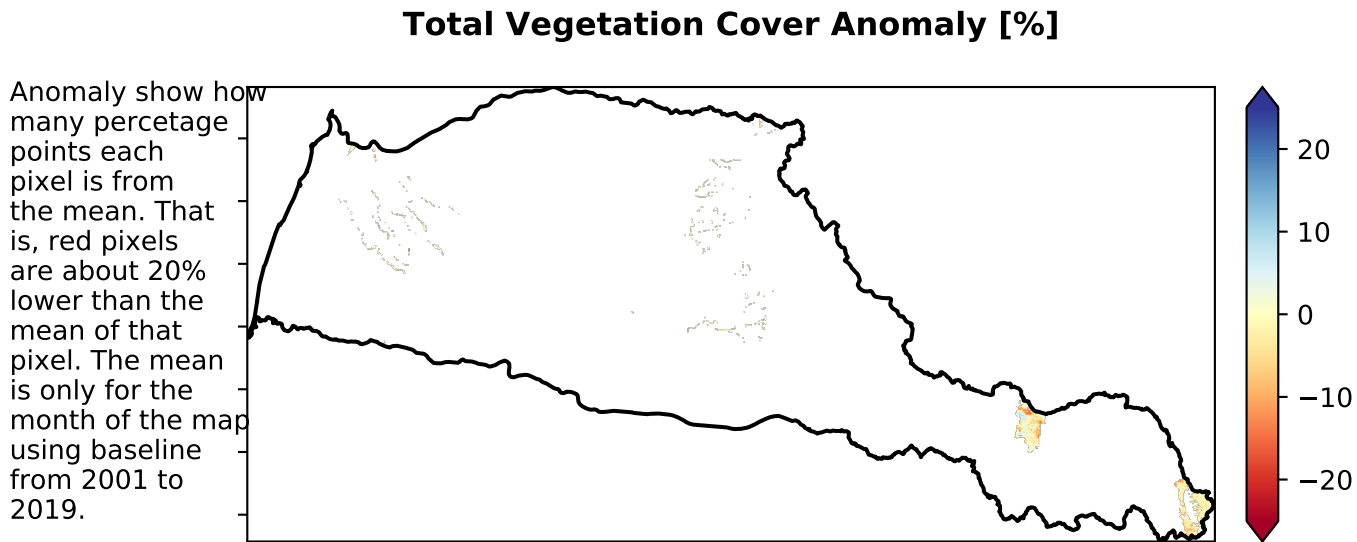 Total Vegetation Cover Anomaly [%]
Anomaly show how
many percetage
points each
pixel is from
the mean. That
is, red pixels
are about 20%
lower than the
mean of that
pixel. The mean
is only for the
month of the map
using baseline
from 2001 to
2019.
20
10
0
−10
−20